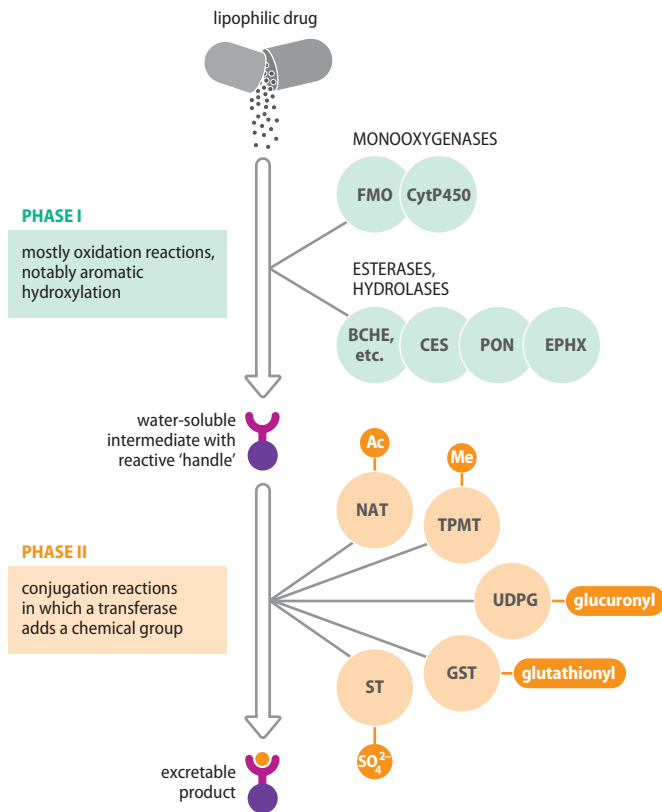 lipophilic drug
MONOOXYGENASES
FMO
CytP450
PHASE I
mostly oxidation reactions,
notably aromatic
hydroxylation
ESTERASES,
HYDROLASES
BCHE,
etc.
CES
PON
EPHX
water-soluble
intermediate with
reactive ‘handle’
Ac
NAT
Me
TPMT
PHASE II
conjugation reactions
in which a transferase
adds a chemical group
UDPG
glucuronyl
GST
glutathionyl
ST
SO₄²⁻
excretable
product